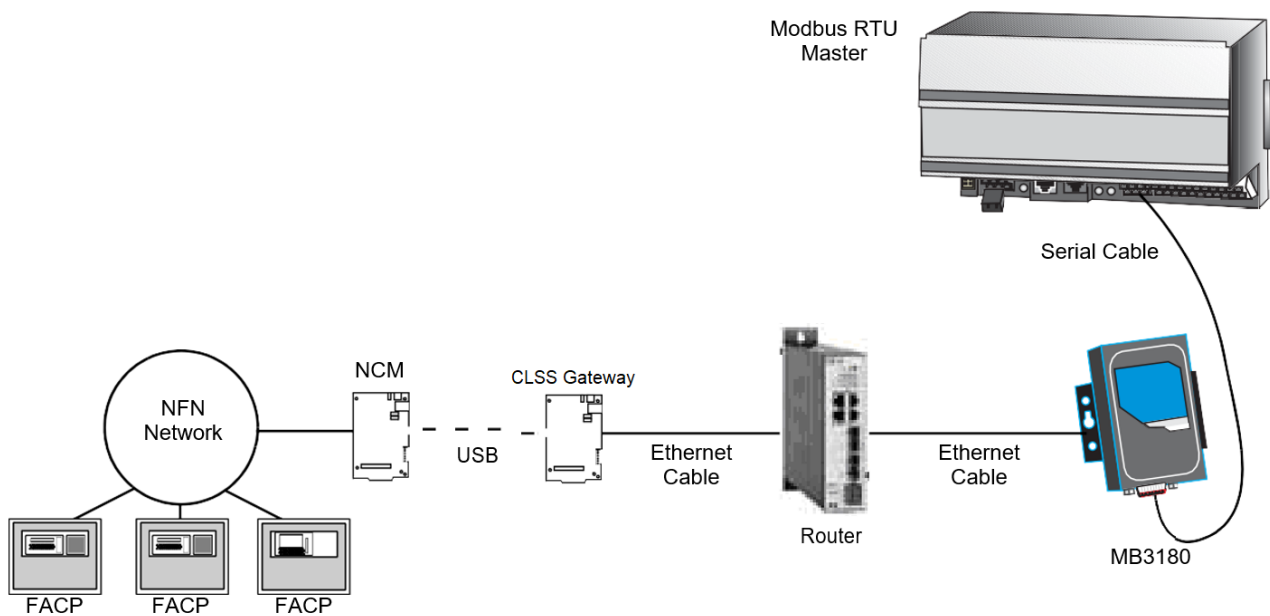 Modbus RTU
Master
Serial Cable
NCM
CLSS Gateway
NFN
Network
USB
Ethernet
Cable
Ethernet
Cable
Router
MB3180
FACP
FACP
FACP